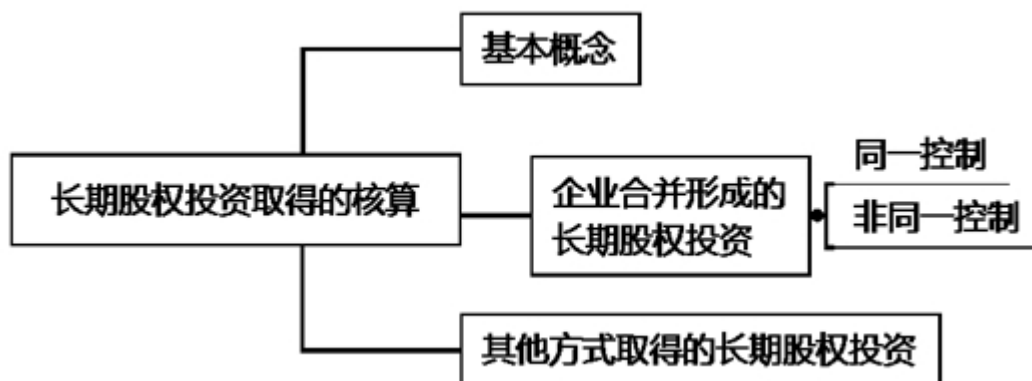 基本概念
长期股权投资取得的核算
企业合并形成的
长期股权投资
同一控制
非同一控制
其他方式取得的长期股权投资